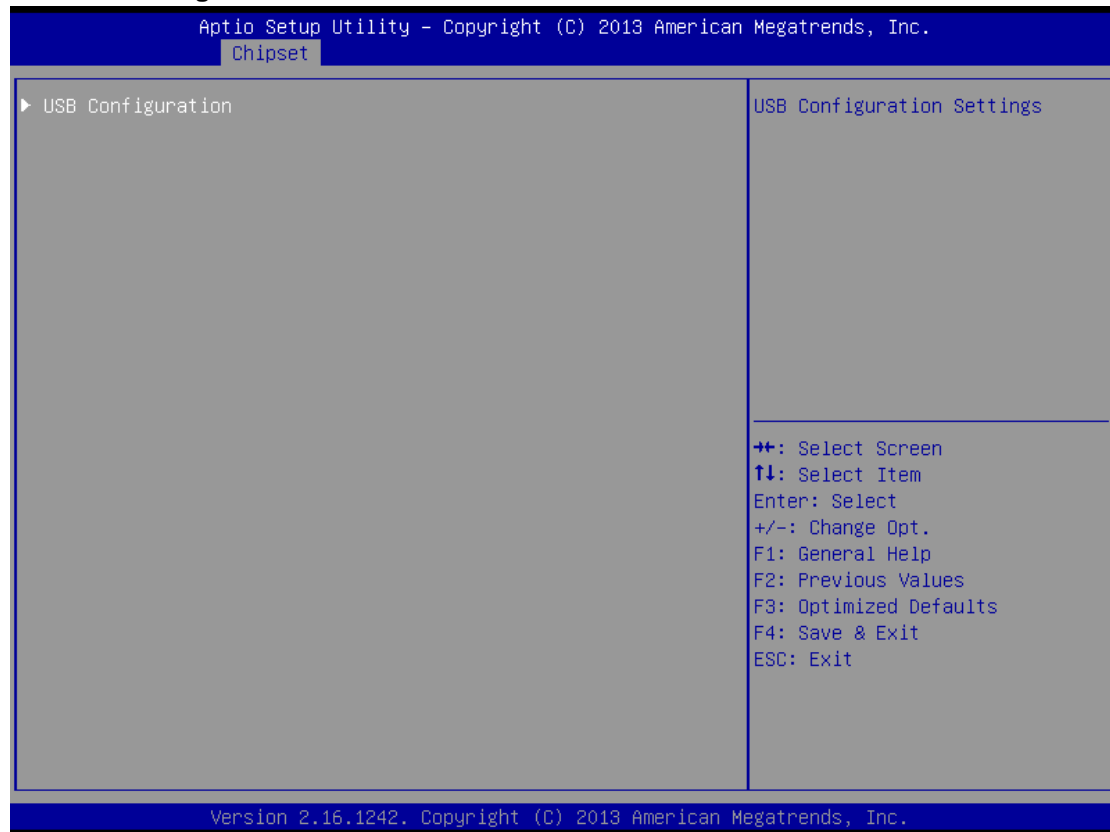 Aptio Setup Utility – Copyright (C) 2013 American Megatrends, Inc.
Chipset
▶ USB Configuration
USB Configuration Settings
→←: Select Screen
↑↓: Select Item
Enter: Select
+/-: Change Opt.
F1: General Help
F2: Previous Values
F3: Optimized Defaults
F4: Save & Exit
ESC: Exit
Version 2.16.1242. Copyright (C) 2013 American Megatrends, Inc.